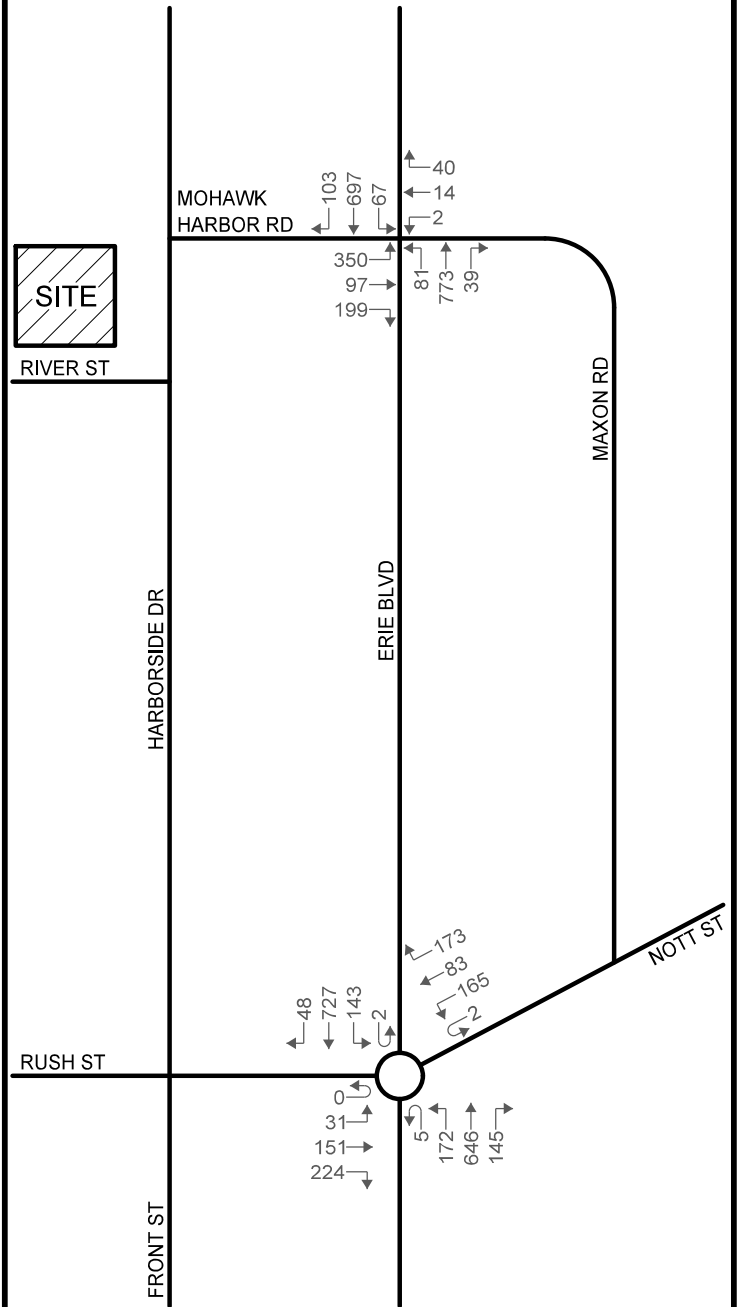 103
697
67
40
14
2
MOHAWK
HARBOR RD
350
97
199
81
773
39
SITE
RIVER ST
MAXON RD
HARBORSIDE DR
ERIE BLVD
NOTT ST
173
83
165
2
48
727
143
2
RUSH ST
0
31
151
224
5
172
646
145
FRONT ST